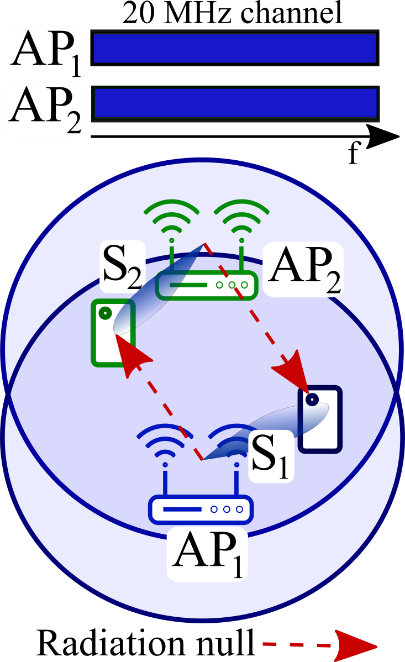 20 MHz channel
AP1
AP2
f
S2
AP2
S1
AP1
Radiation null